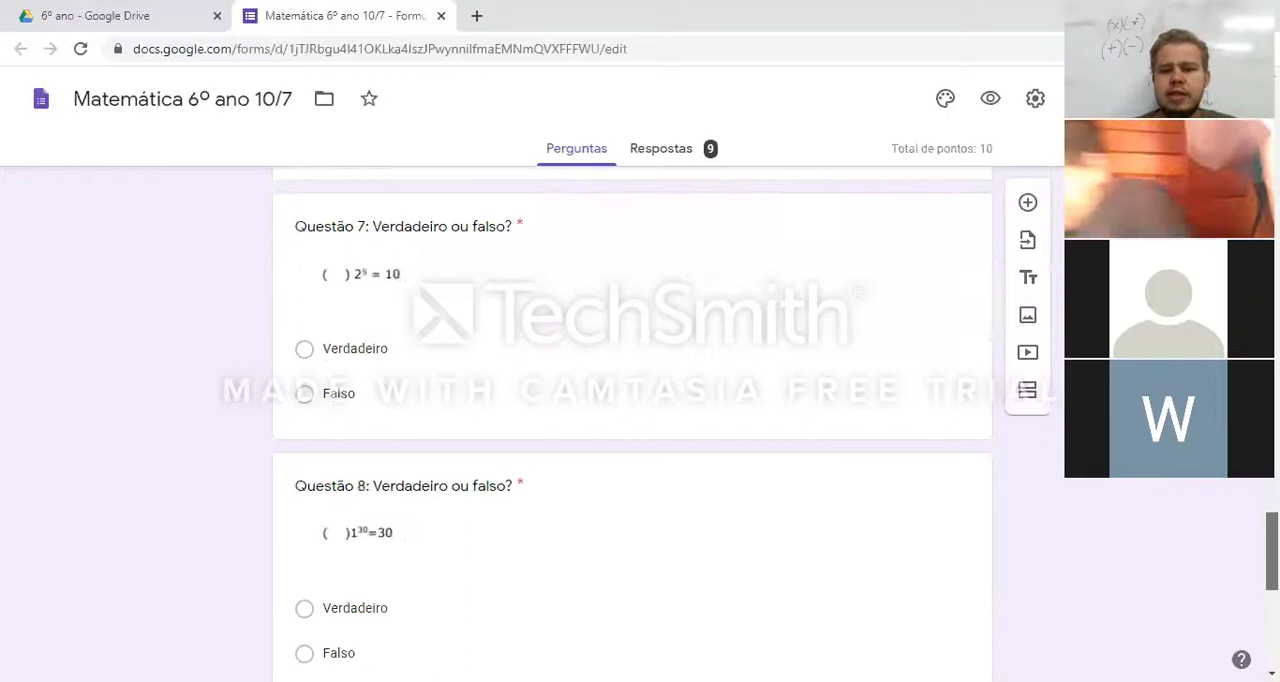 6º ano - Google Drive
Matemática 6º ano 10/7 - Formu
docs.google.com/forms/d/1jTJRbgu4l41OKLka4IszJPwynniIfmaEMNmQVXFFFWU/edit
Matemática 6º ano 10/7
Perguntas
Respostas 9
Total de pontos: 10
Questão 7: Verdadeiro ou falso? *
( ) 2⁵ = 10
TechSmith®
MADE WITH CAMTASIA FREE TRIAL
Verdadeiro
Falso
Questão 8: Verdadeiro ou falso? *
( )1³⁰=30
Verdadeiro
Falso
(x)(÷)
(+)(-)
W